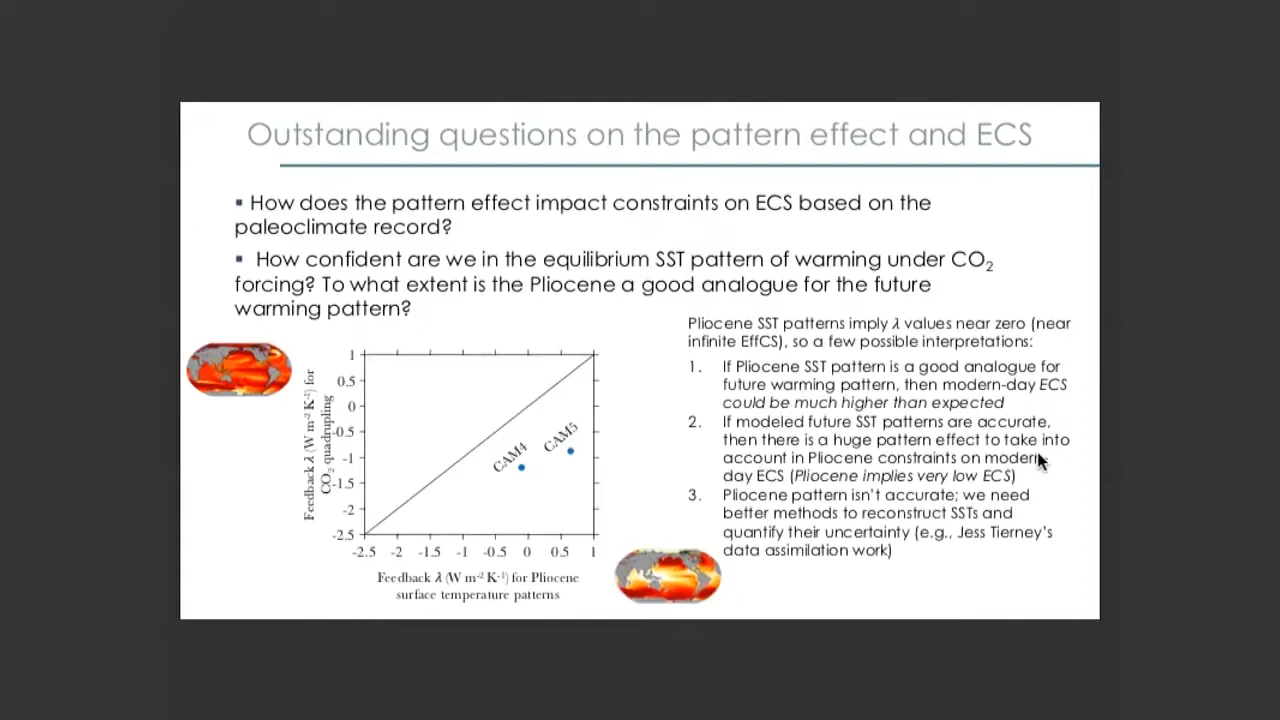 Outstanding questions on the pattern effect and ECS
▪ How does the pattern effect impact constraints on ECS based on the
paleoclimate record?
▪ How confident are we in the equilibrium SST pattern of warming under CO₂
forcing? To what extent is the Pliocene a good analogue for the future
warming pattern?
Pliocene SST patterns imply λ values near zero (near
infinite EffCS), so a few possible interpretations:
1. If Pliocene SST pattern is a good analogue for
future warming pattern, then modern-day ECS
could be much higher than expected
2. If modeled future SST patterns are accurate,
then there is a huge pattern effect to take into
account in Pliocene constraints on modern-
day ECS (Pliocene implies very low ECS)
3. Pliocene pattern isn't accurate; we need
better methods to reconstruct SSTs and
quantify their uncertainty (e.g., Jess Tierney's
data assimilation work)
Feedback λ (W m⁻² K⁻¹) for
CO₂ quadrupling
1
0.5
0
-0.5
-1
-1.5
-2
-2.5
CAM4
CAM5
-2.5 -2 -1.5 -1 -0.5 0 0.5 1
Feedback λ (W m⁻² K⁻¹) for Pliocene
surface temperature patterns